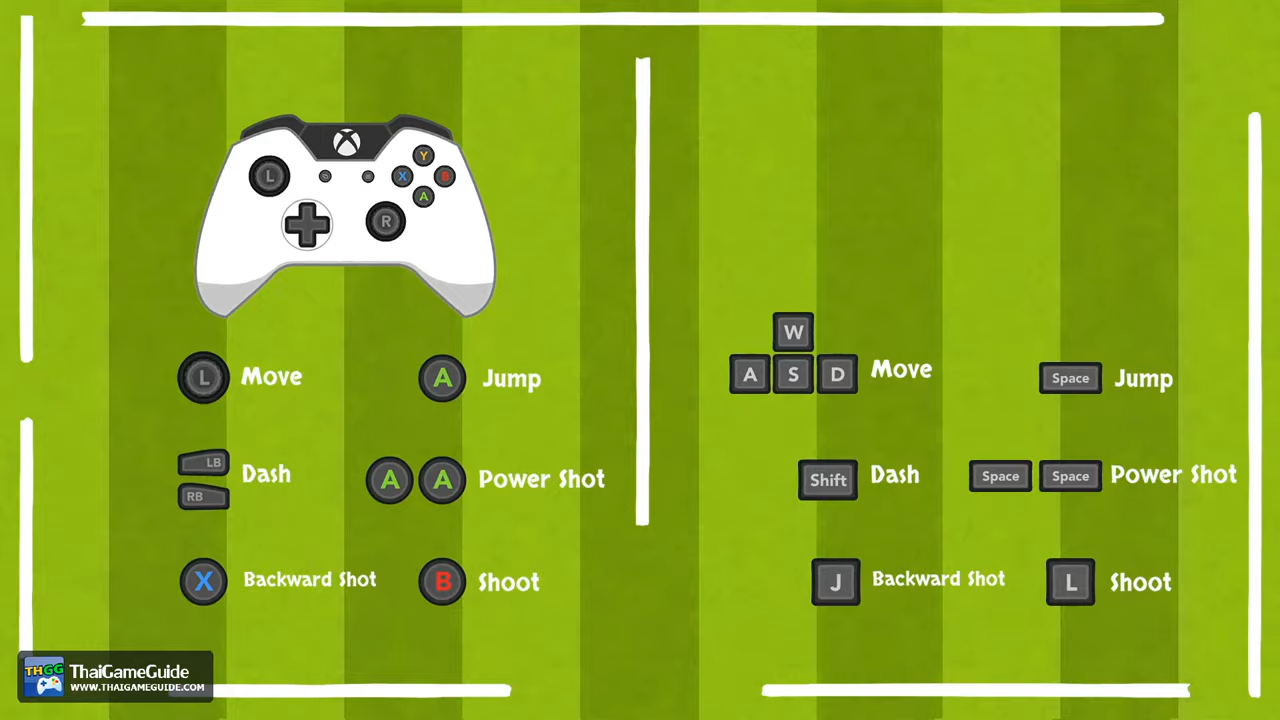 Y
X B
A
L
R
L Move
A Jump
LB
RB
Dash
A A Power Shot
X Backward Shot
B Shoot
W
A S D
Move
Space Jump
Shift Dash
Space Space Power Shot
J Backward Shot
L Shoot
THGG ThaiGameGuide
WWW.THAIGAMEGUIDE.COM